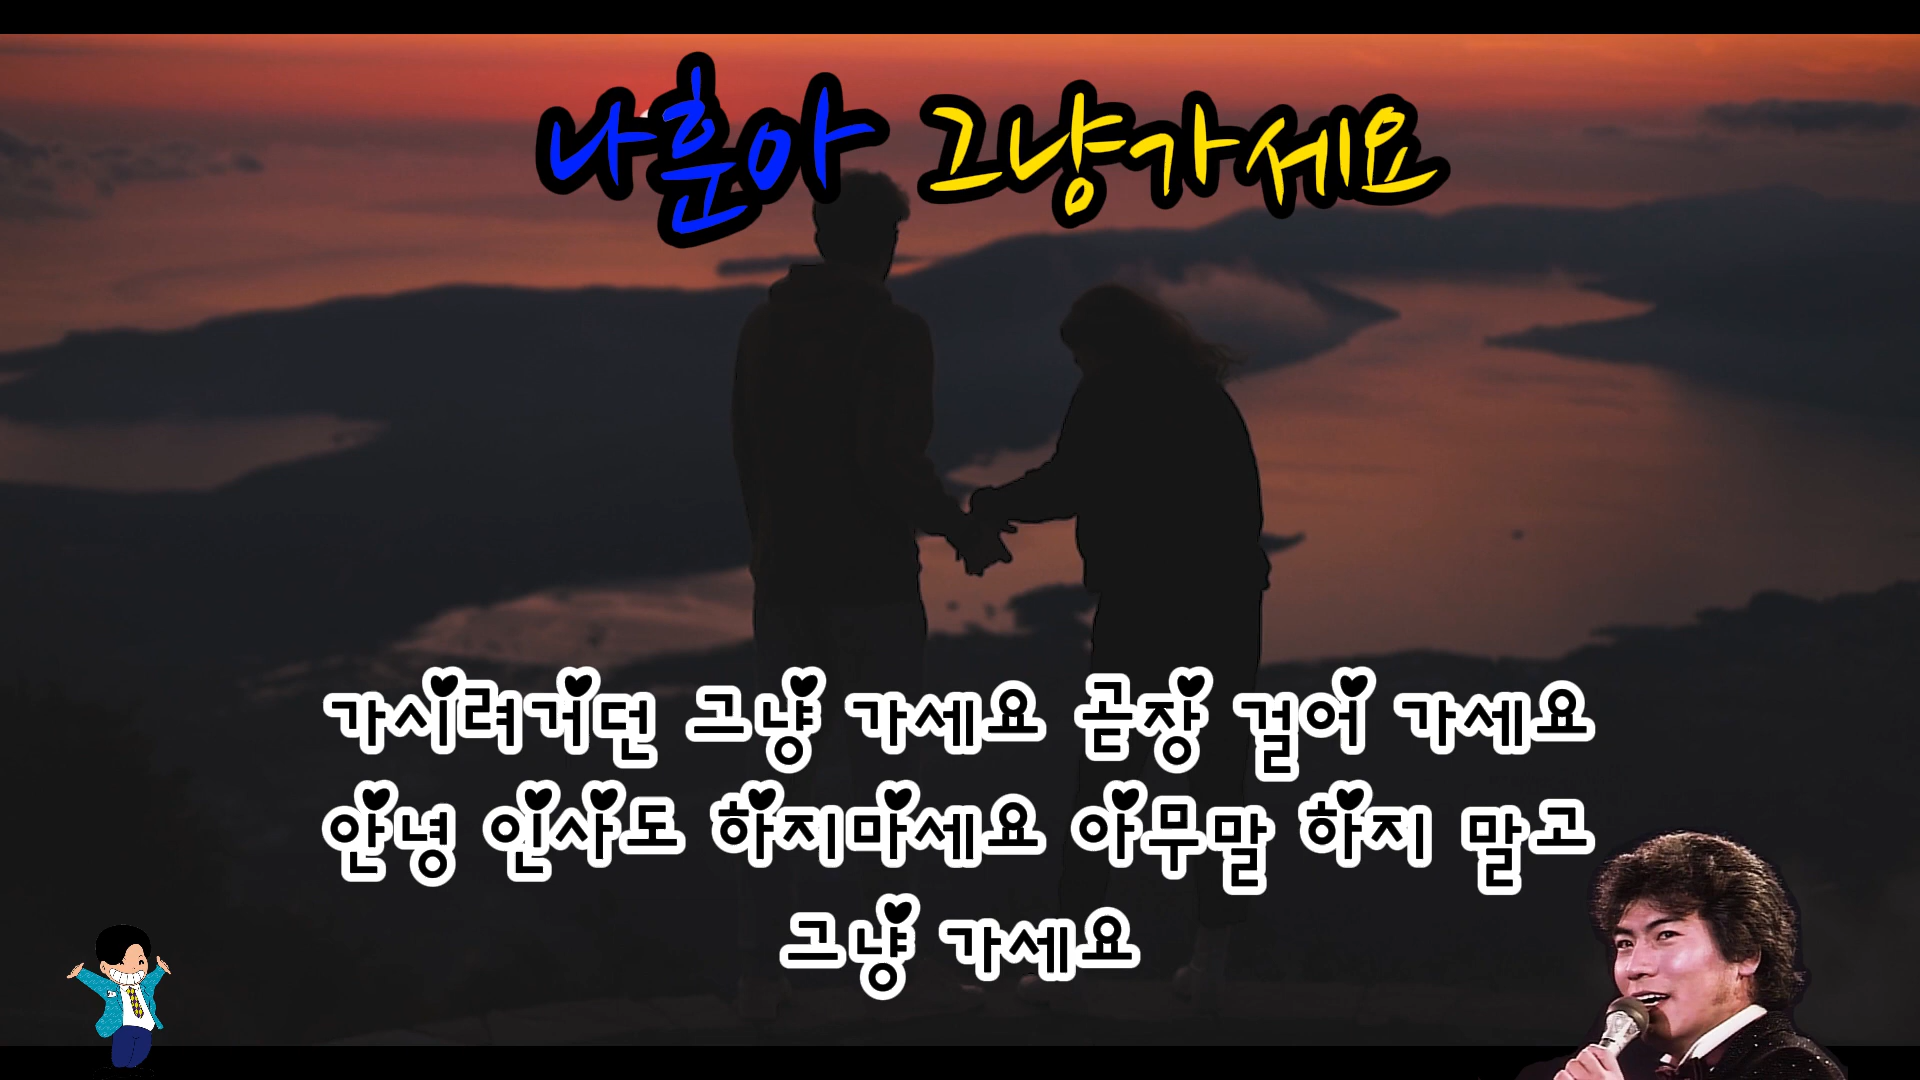 나훈아 그냥가세요
가시려거던 그냥 가세요 곧장 걸어 가세요
안녕 인사도 하지마세요 아무말 하지 말고
그냥 가세요